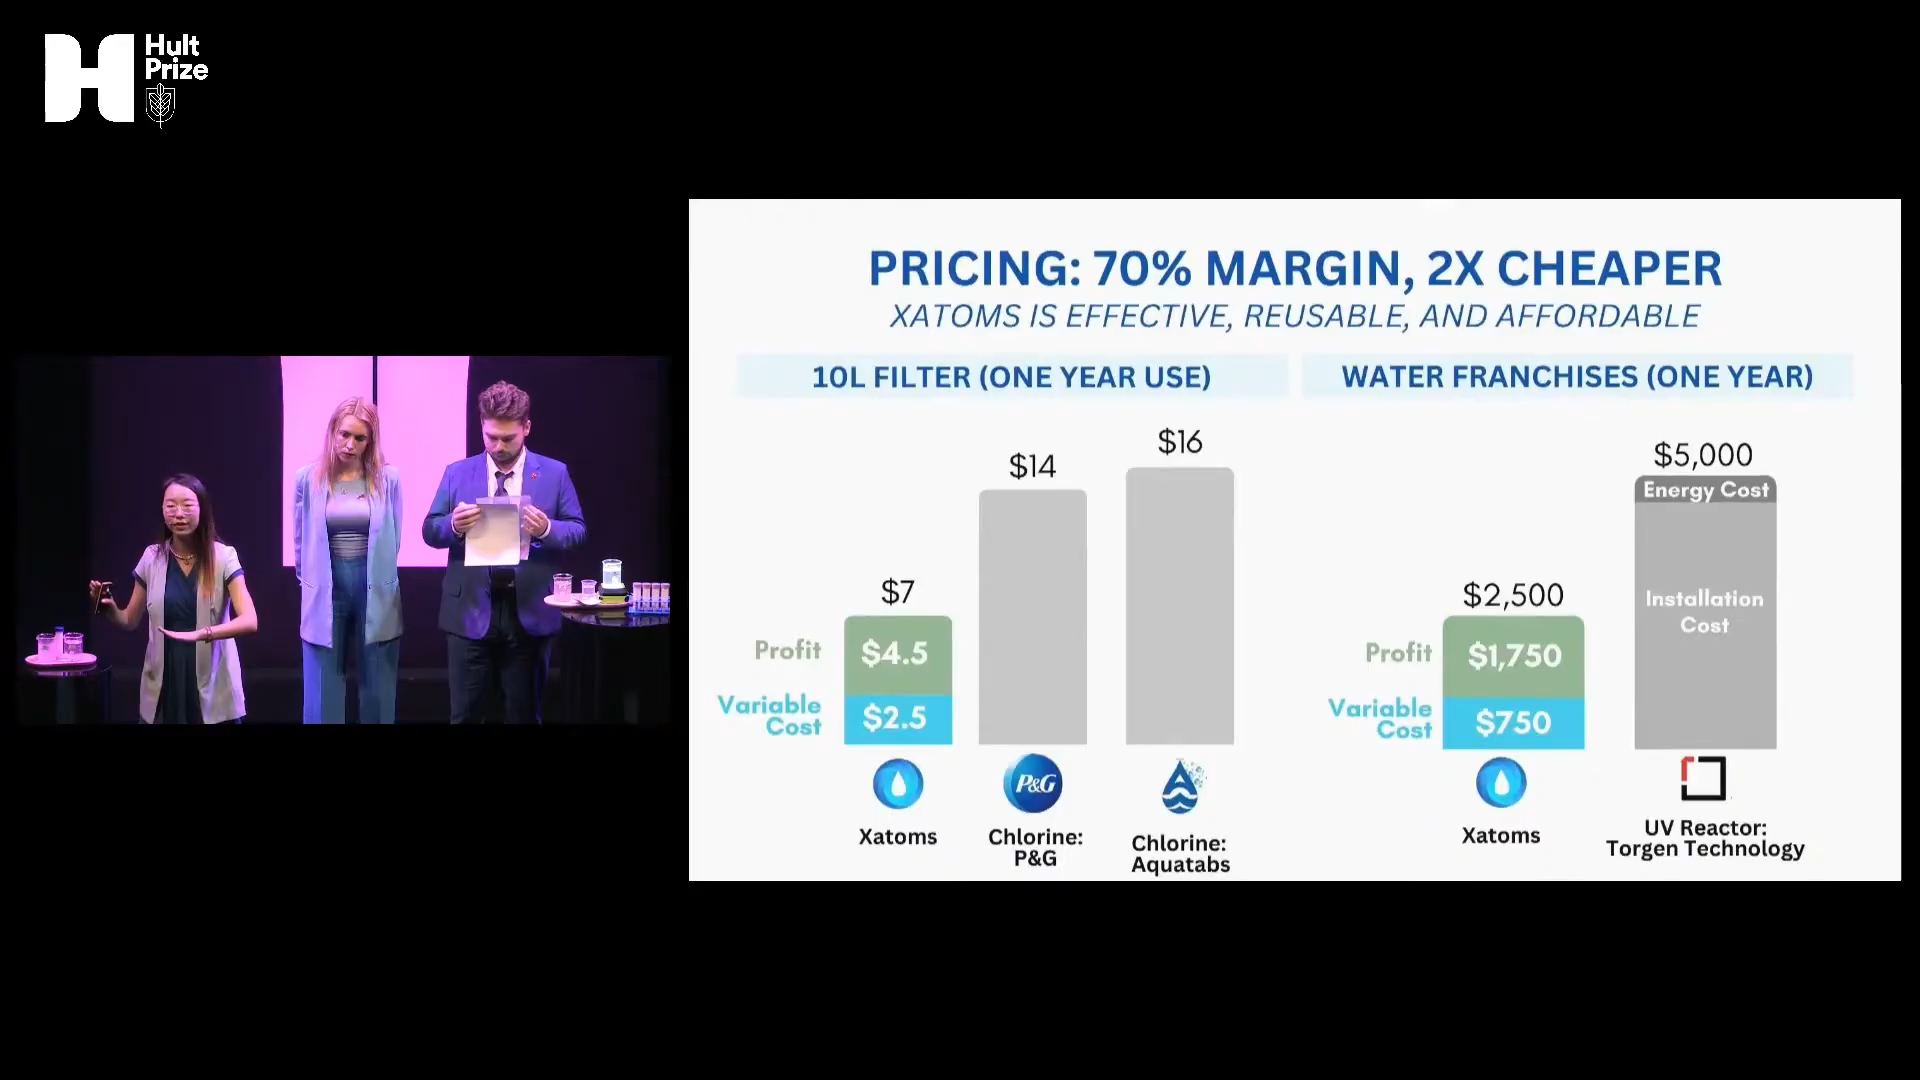 Hult
Prize
PRICING: 70% MARGIN, 2X CHEAPER
XATOMS IS EFFECTIVE, REUSABLE, AND AFFORDABLE
10L FILTER (ONE YEAR USE)
$7
Profit
$4.5
Variable
Cost
$2.5
Xatoms
$14
P&G
Chlorine:
P&G
$16
Chlorine:
Aquatabs
WATER FRANCHISES (ONE YEAR)
$2,500
Profit
$1,750
Variable
Cost
$750
Xatoms
$5,000
Energy Cost
Installation
Cost
UV Reactor:
Torgen Technology